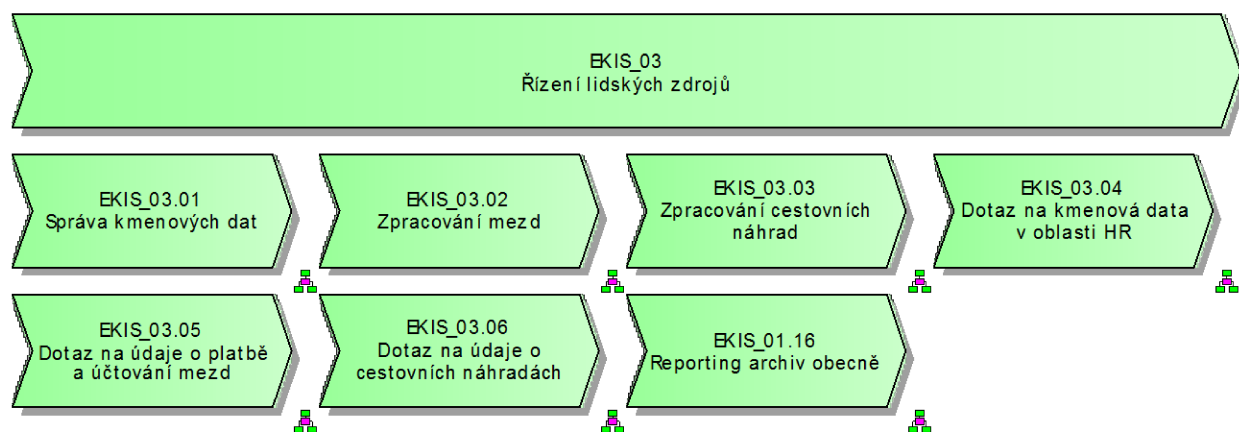 EKIS_03
Řízení lidských zdrojů
EKIS_03.01
Správa kmenových dat
EKIS_03.02
Zpracování mezd
EKIS_03.03
Zpracování cestovních
náhrad
EKIS_03.04
Dotaz na kmenová data
v oblasti HR
EKIS_03.05
Dotaz na údaje o platbě
a účtování mezd
EKIS_03.06
Dotaz na údaje o
cestovních náhradách
EKIS_01.16
Reporting archiv obecně